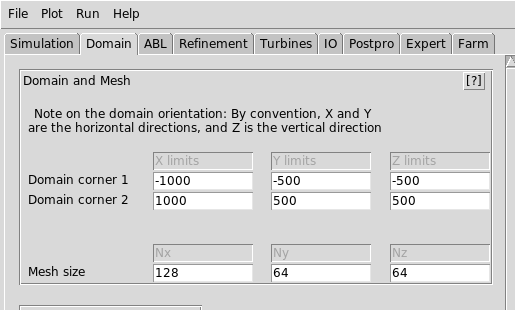 File Plot Run Help
Simulation Domain ABL Refinement Turbines IO Postpro Expert Farm
Domain and Mesh [?]
Note on the domain orientation: By convention, X and Y
are the horizontal directions, and Z is the vertical direction
X limits Y limits Z limits
Domain corner 1 -1000 -500 -500
Domain corner 2 1000 500 500
Nx Ny Nz
Mesh size 128 64 64